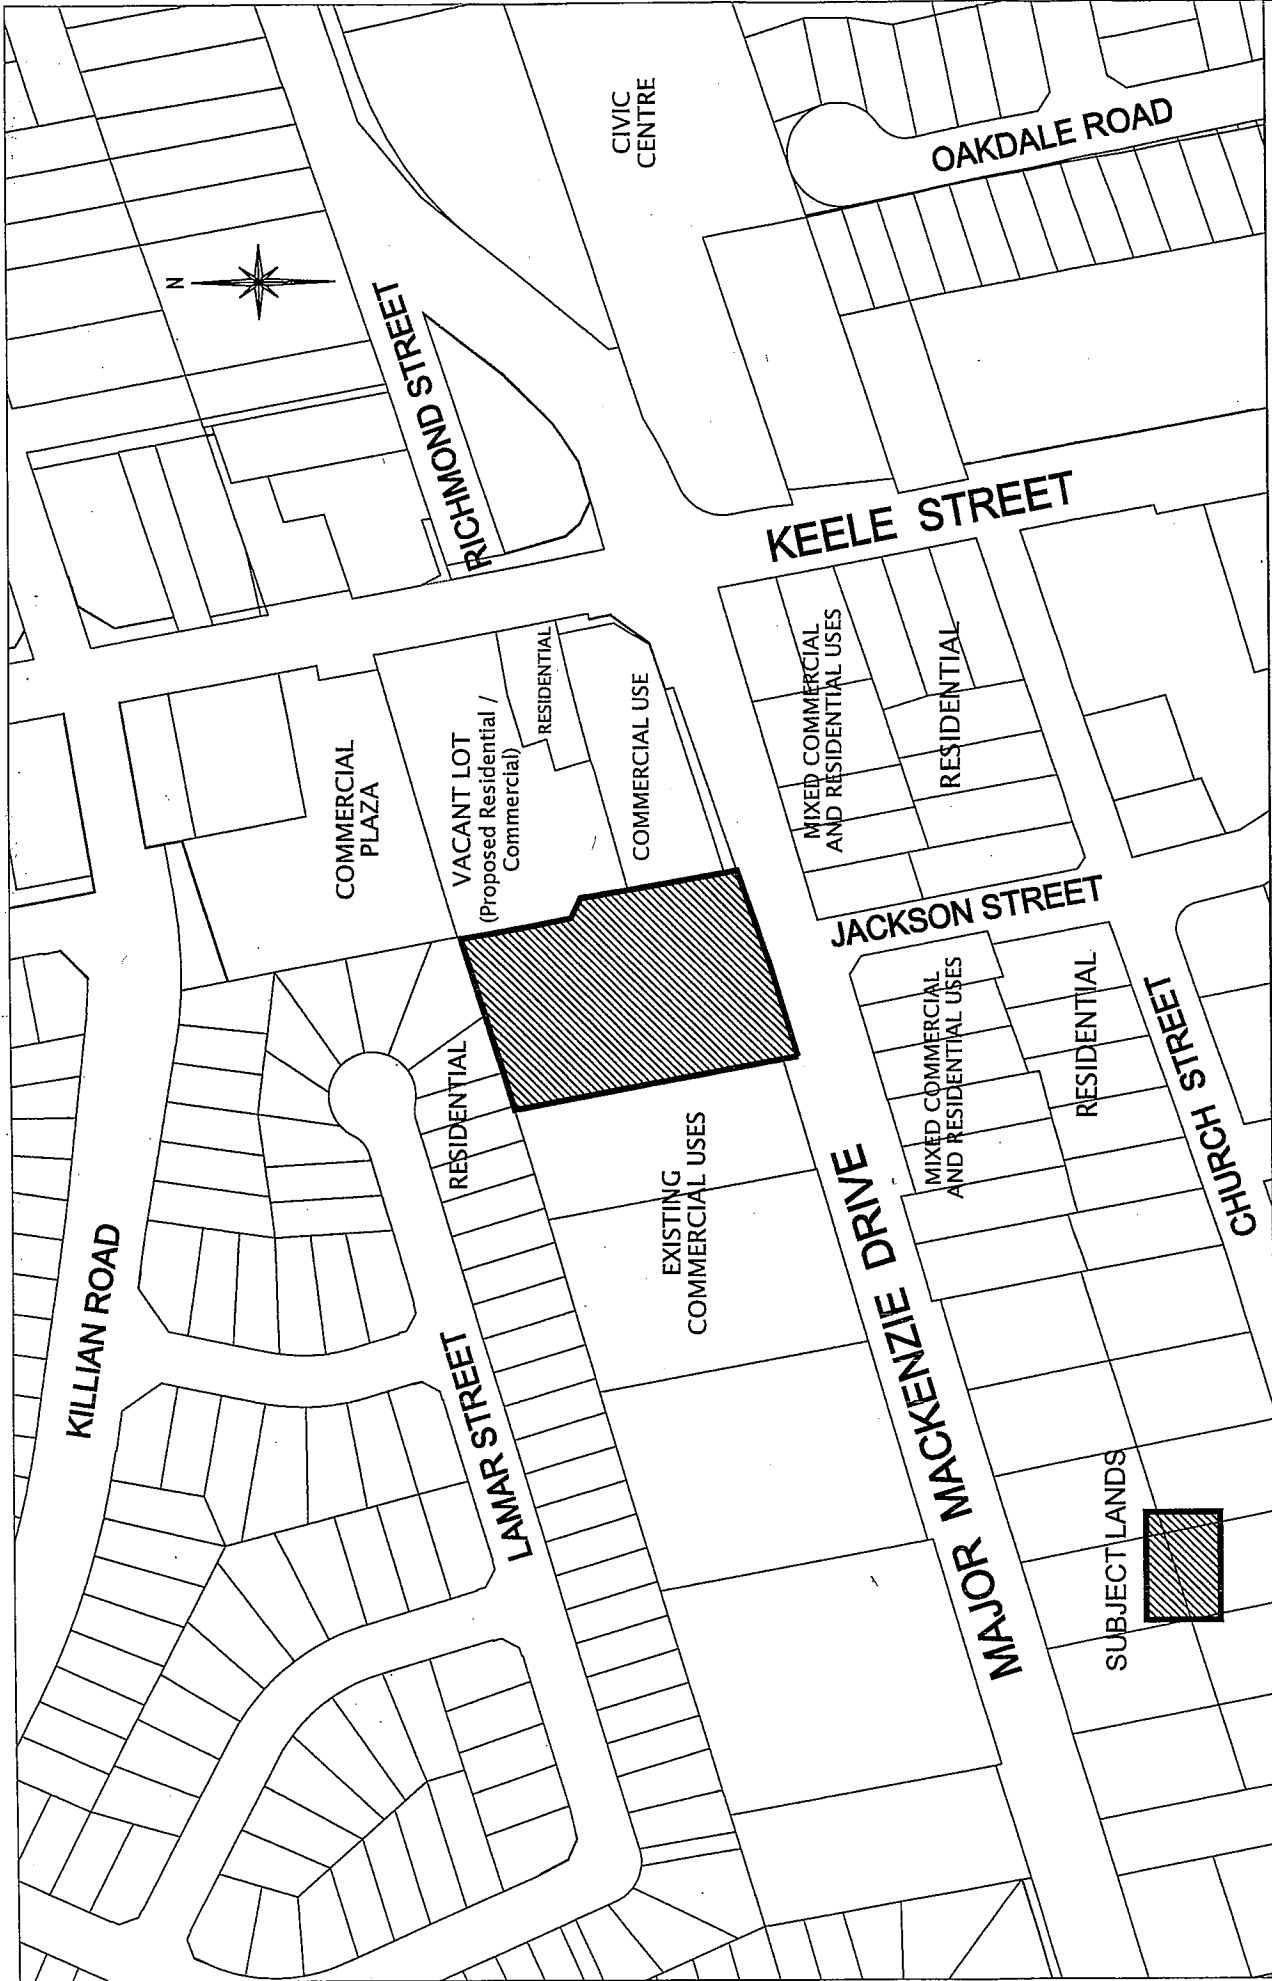 N
KILLIAN ROAD
LAMAR STREET
RICHMOND STREET
CIVIC
CENTRE
OAKDALE ROAD
KEELE STREET
COMMERCIAL
PLAZA
VACANT LOT
(Proposed Residential /
Commercial)
RESIDENTIAL
COMMERCIAL USE
RESIDENTIAL
EXISTING
COMMERCIAL USES
MAJOR MACKENZIE DRIVE
MIXED COMMERCIAL
AND RESIDENTIAL USES
RESIDENTIAL
JACKSON STREET
MIXED COMMERCIAL
AND RESIDENTIAL USES
RESIDENTIAL
CHURCH STREET
SUBJECT LANDS